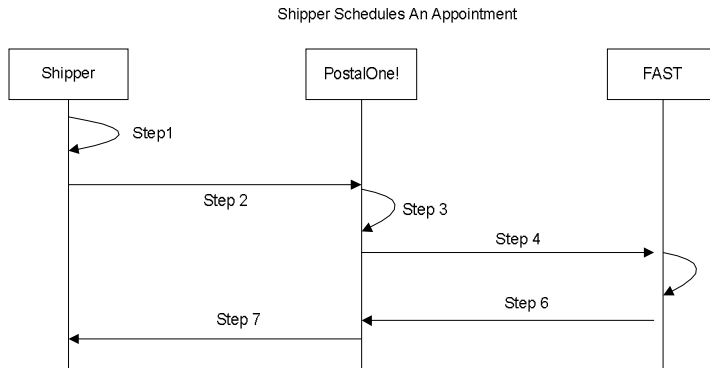 Shipper Schedules An Appointment
Shipper
PostalOne!
FAST
Step1
Step 2
Step 3
Step 4
Step 6
Step 7